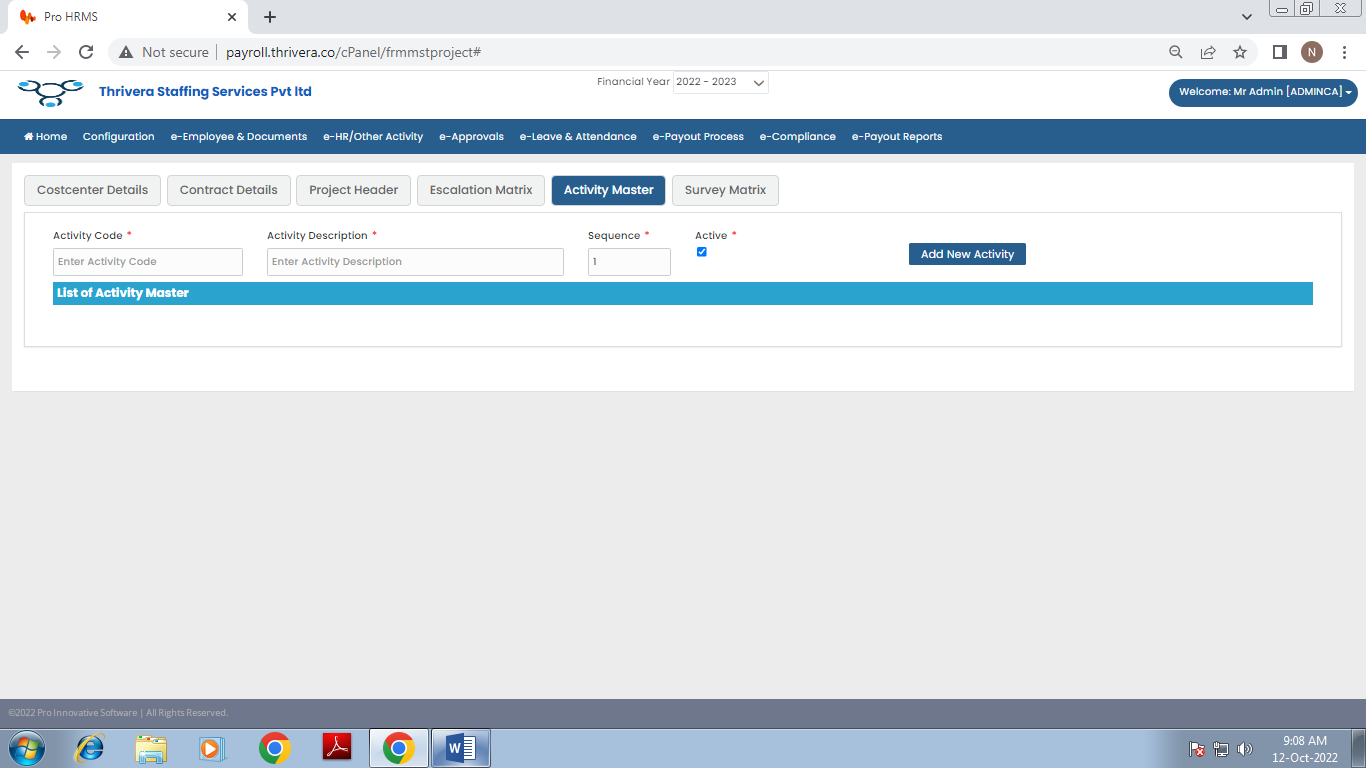 Pro HRMS
Not secure payroll.thrivera.co/cPanel/frmmstproject# N
Thrivera Staffing Services Pvt ltd Financial Year 2022 - 2023 Welcome: Mr Admin [ADMINCA]
Home Configuration e-Employee & Documents e-HR/Other Activity e-Approvals e-Leave & Attendance e-Payout Process e-Compliance e-Payout Reports
Costcenter Details Contract Details Project Header Escalation Matrix Activity Master Survey Matrix
Activity Code * Activity Description * Sequence * Active *
Enter Activity Code Enter Activity Description 1 Add New Activity
List of Activity Master
©2022 Pro Innovative Software | All Rights Reserved.
9:08 AM
12-Oct-2022